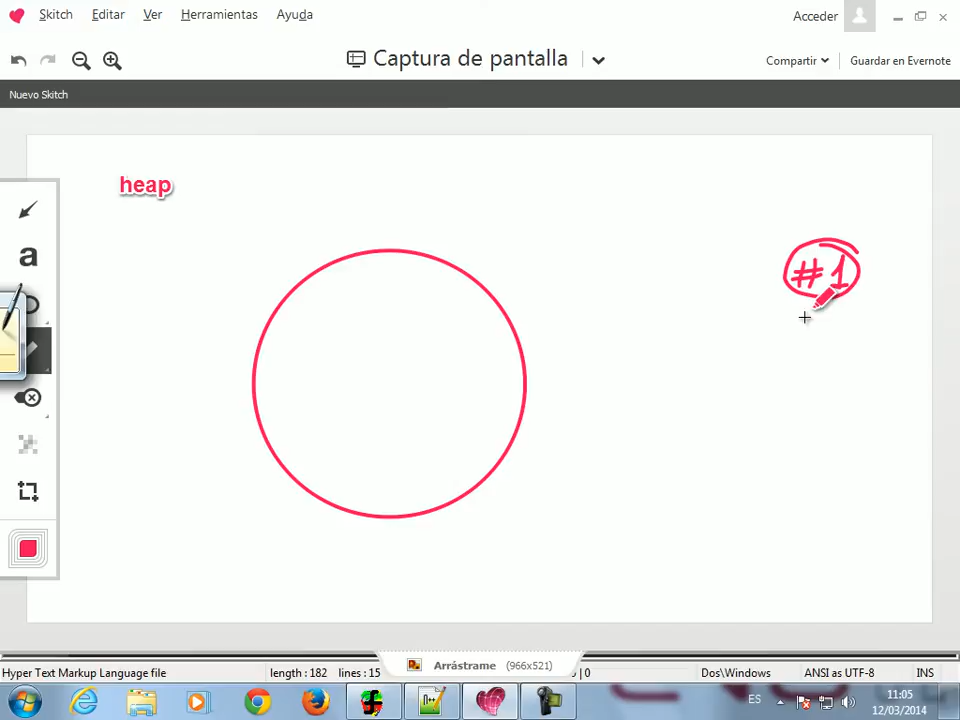 Skitch Editar Ver Herramientas Ayuda Acceder
Captura de pantalla Compartir Guardar en Evernote
Nuevo Skitch
heap
a
#1
Arrástrame (966x521)
Hyper Text Markup Language file length : 182 lines : 15 | 0 Dos\Windows ANSI as UTF-8 INS
ES 11:05
12/03/2014